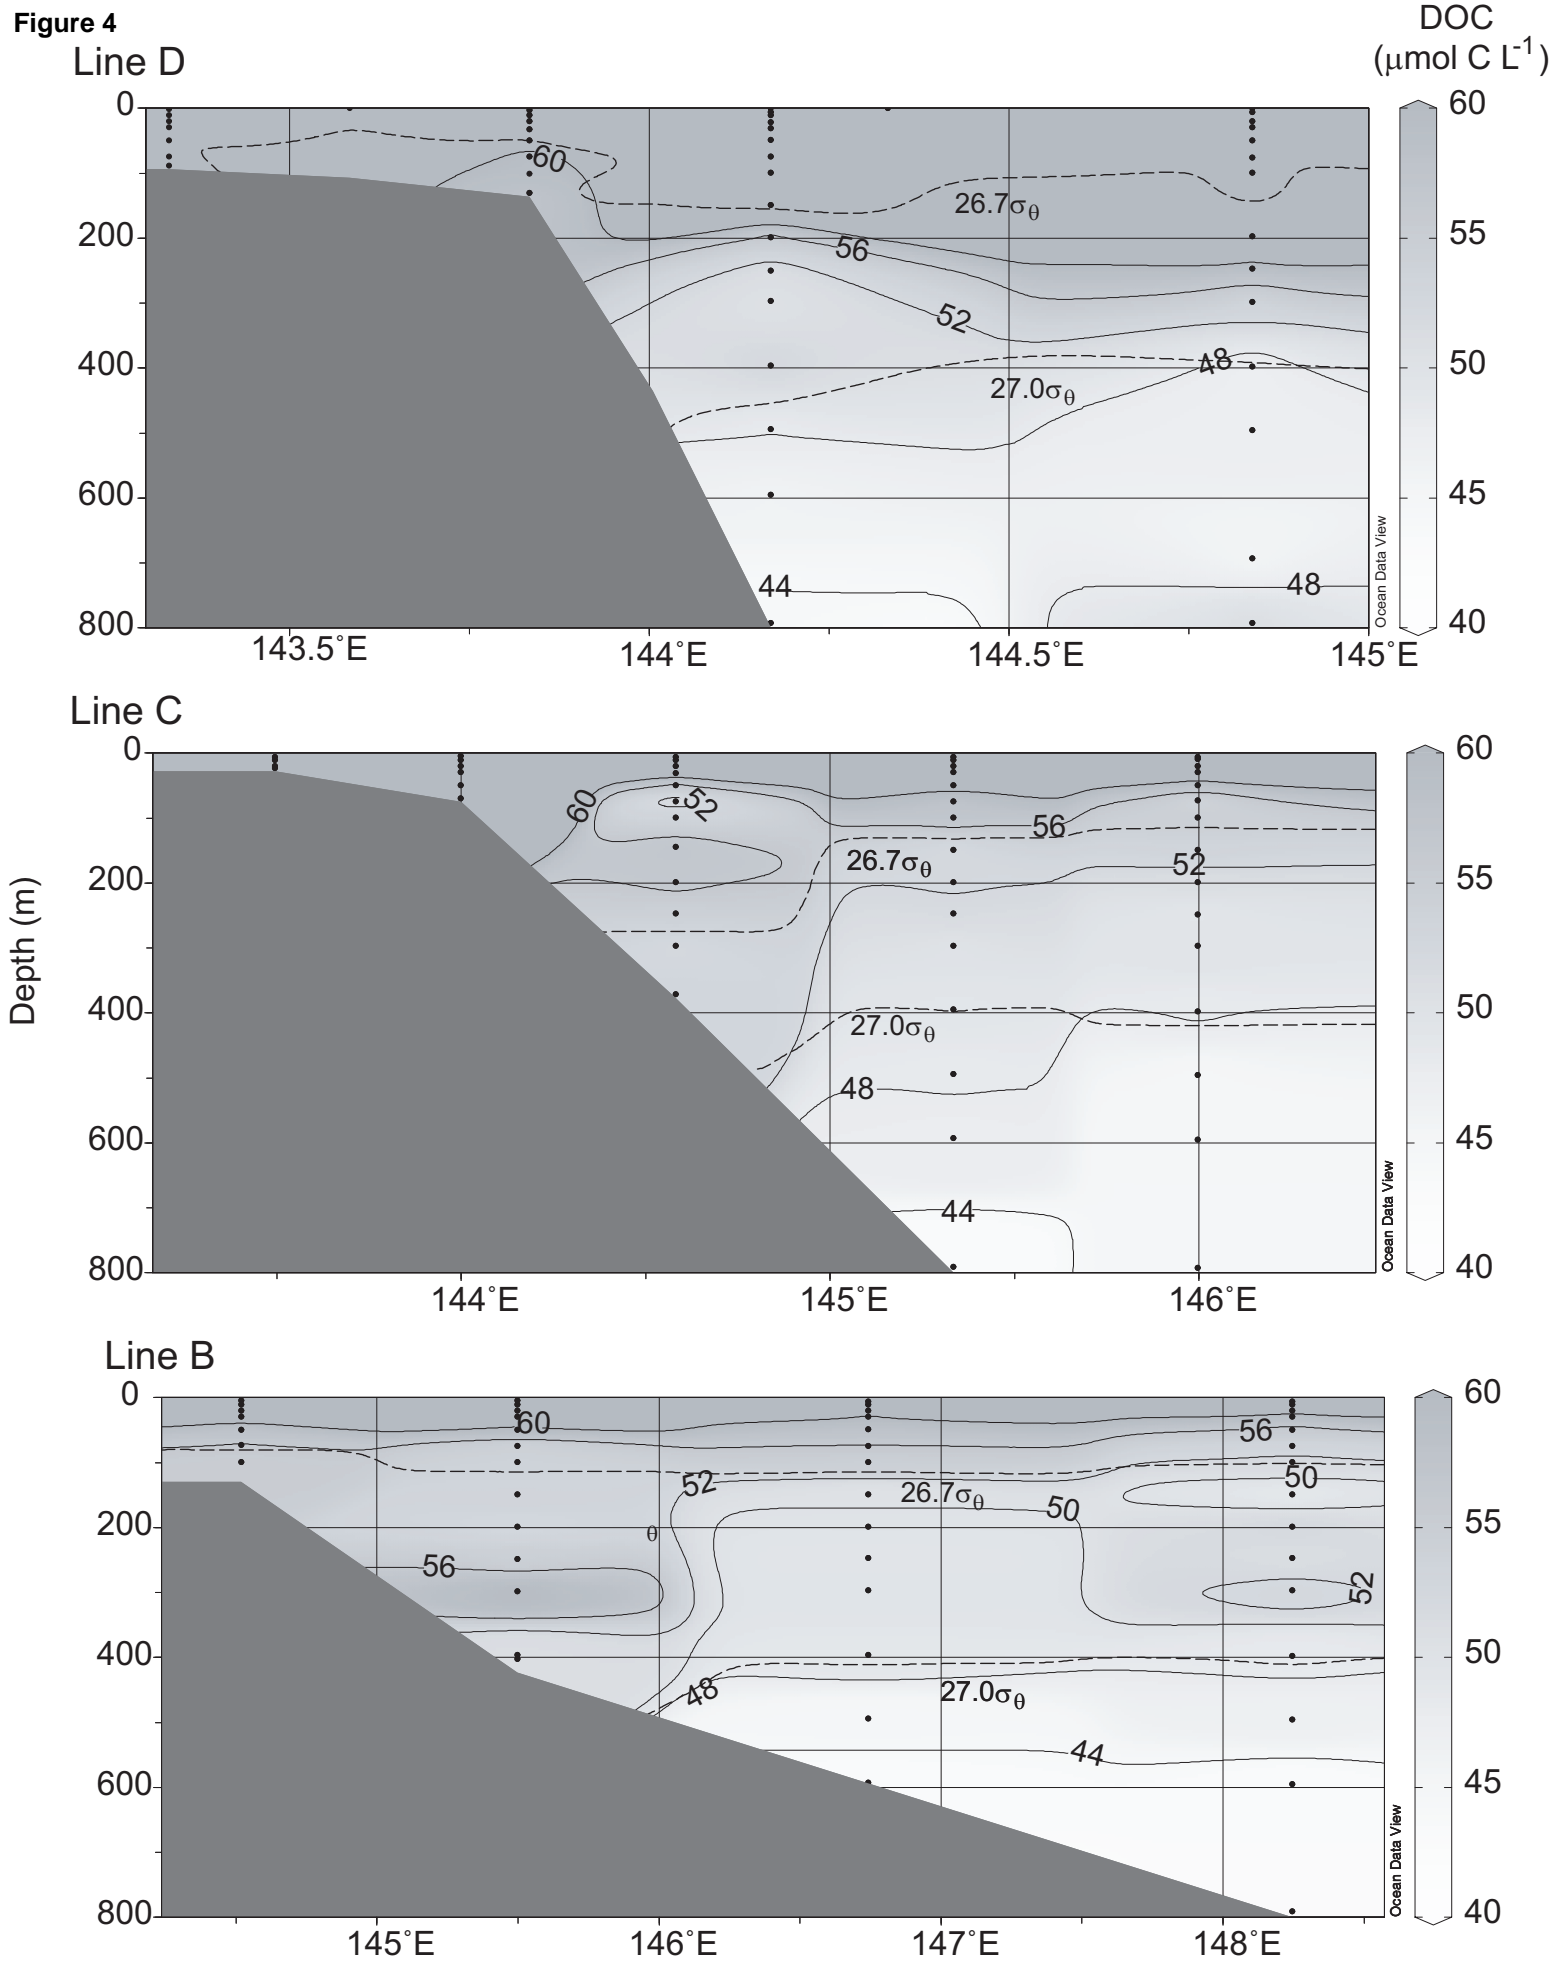 Figure 4
DOC
(μmol C L-1)
Line D
0
200
400
600
800
60
56
52
48
44
48
26.7σθ
27.0σθ
143.5˚E
144˚E
144.5˚E
145˚E
60
55
50
45
40
Ocean Data View
Line C
Depth (m)
0
200
400
600
800
60
52
56
52
26.7σθ
27.0σθ
48
44
144˚E
145˚E
146˚E
60
55
50
45
40
Ocean Data View
Line B
0
200
400
600
800
60
56
52
50
26.7σθ
50
θ
56
52
48
27.0σθ
44
145˚E
146˚E
147˚E
148˚E
60
55
50
45
40
Ocean Data View